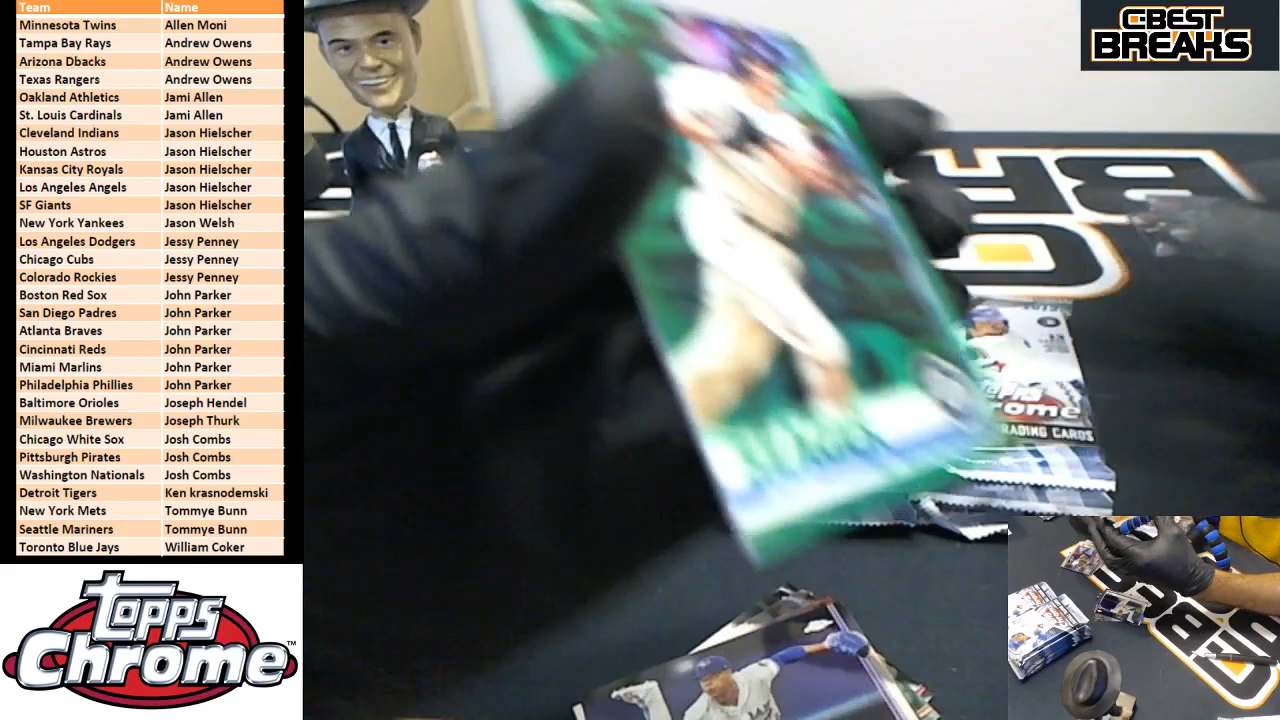 Team Name
Minnesota Twins Allen Moni
Tampa Bay Rays Andrew Owens
Arizona Dbacks Andrew Owens
Texas Rangers Andrew Owens
Oakland Athletics Jami Allen
St. Louis Cardinals Jami Allen
Cleveland Indians Jason Hielscher
Houston Astros Jason Hielscher
Kansas City Royals Jason Hielscher
Los Angeles Angels Jason Hielscher
SF Giants Jason Hielscher
New York Yankees Jason Welsh
Los Angeles Dodgers Jessy Penney
Chicago Cubs Jessy Penney
Colorado Rockies Jessy Penney
Boston Red Sox John Parker
San Diego Padres John Parker
Atlanta Braves John Parker
Cincinnati Reds John Parker
Miami Marlins John Parker
Philadelphia Phillies John Parker
Baltimore Orioles Joseph Hendel
Milwaukee Brewers Joseph Thurk
Chicago White Sox Josh Combs
Pittsburgh Pirates Josh Combs
Washington Nationals Josh Combs
Detroit Tigers Ken krasnodemski
New York Mets Tommye Bunn
Seattle Mariners Tommye Bunn
Toronto Blue Jays William Coker
Topps
Chrome™
C-BEST
BREAKS
TRADING CARDS